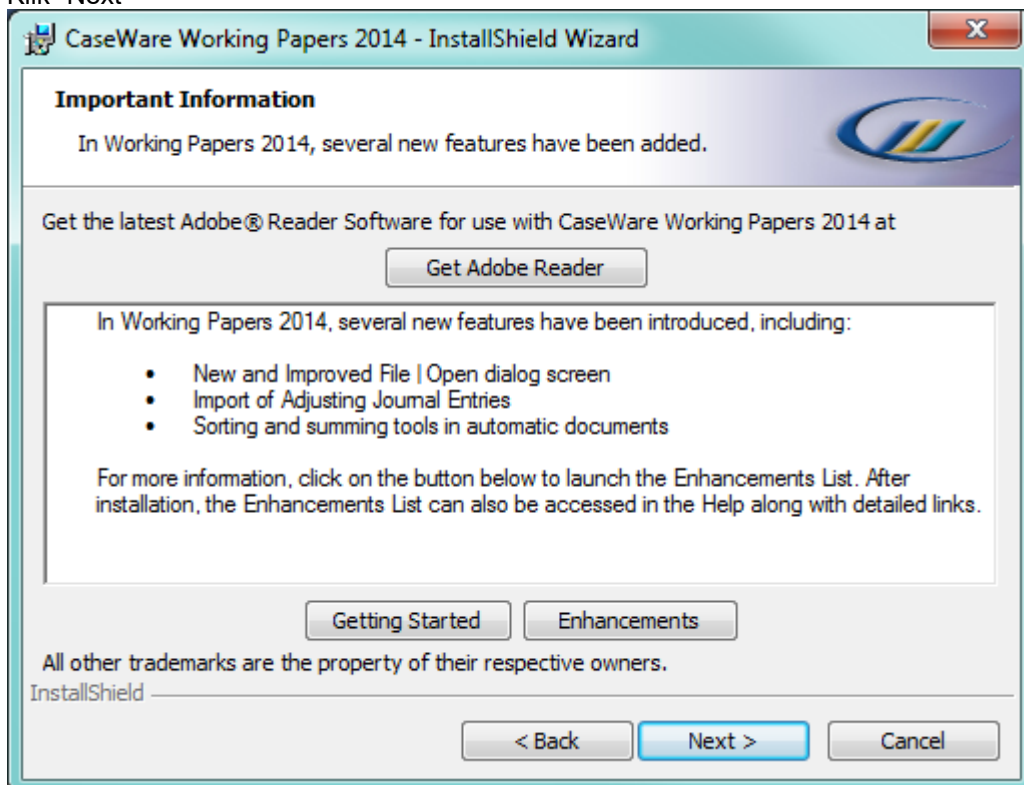 Klik "Next"
CaseWare Working Papers 2014 - InstallShield Wizard
Important Information
In Working Papers 2014, several new features have been added.
Get the latest Adobe® Reader Software for use with CaseWare Working Papers 2014 at
Get Adobe Reader
In Working Papers 2014, several new features have been introduced, including:
• New and Improved File | Open dialog screen
• Import of Adjusting Journal Entries
• Sorting and summing tools in automatic documents
For more information, click on the button below to launch the Enhancements List. After
installation, the Enhancements List can also be accessed in the Help along with detailed links.
Getting Started Enhancements
All other trademarks are the property of their respective owners.
InstallShield
< Back Next > Cancel